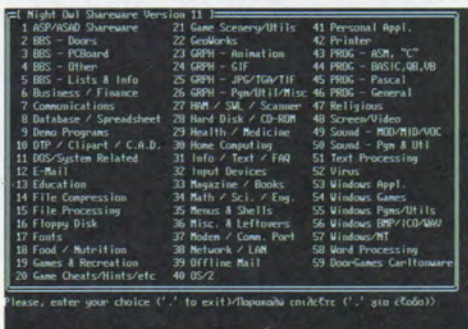 [ Night Owl Shareware Version 11 ]
1 ASP/ASAD Shareware
2 BBS - Doors
3 BBS - PCBoard
4 BBS - Other
5 BBS - Lists & Info
6 Business / Finance
7 Communications
8 Database / Spreadsheet
9 Demo Programs
10 DTP / Clipart / C.A.D.
11 DOS/System Related
12 E-Mail
13 Education
14 File Compression
15 File Processing
16 Floppy Disk
17 Fonts
18 Food / Nutrition
19 Games & Recreation
20 Game Cheats/Hints/etc
21 Game Scenery/Utils
22 GeoWorks
23 GRPH - Animation
24 GRPH - GIF
25 GRPH - JPG/TGA/TIF
26 GRPH - Pgm/Util/Misc
27 HAM / SWL / Scanner
28 Hard Disk / CD-ROM
29 Health / Medicine
30 Home Computing
31 Info / Text / FAQ
32 Input Devices
33 Magazine / Books
34 Math / Sci. / Eng.
35 Menus & Shells
36 Misc. & Leftovers
37 Modem / Comm. Port
38 Network / LAN
39 Offline Mail
40 OS/2
41 Personal Appl.
42 Printer
43 PROG - ASM, "C"
44 PROG - BASIC,QB,VB
45 PROG - Pascal
46 PROG - General
47 Religious
48 Screen/Video
49 Sound - MOD/MID/VOC
50 Sound - Pgm & Utl
51 Text Processing
52 Virus
53 Windows Appl.
54 Windows Games
55 Windows Pgms/Utils
56 Windows BMP/ICO/WAV
57 Windows/NT
58 Word Processing
59 DoorGames Carltonware
Please, enter your choice ('.' to exit)/Παρακαλώ επιλέξτε ('.' για έξοδο))